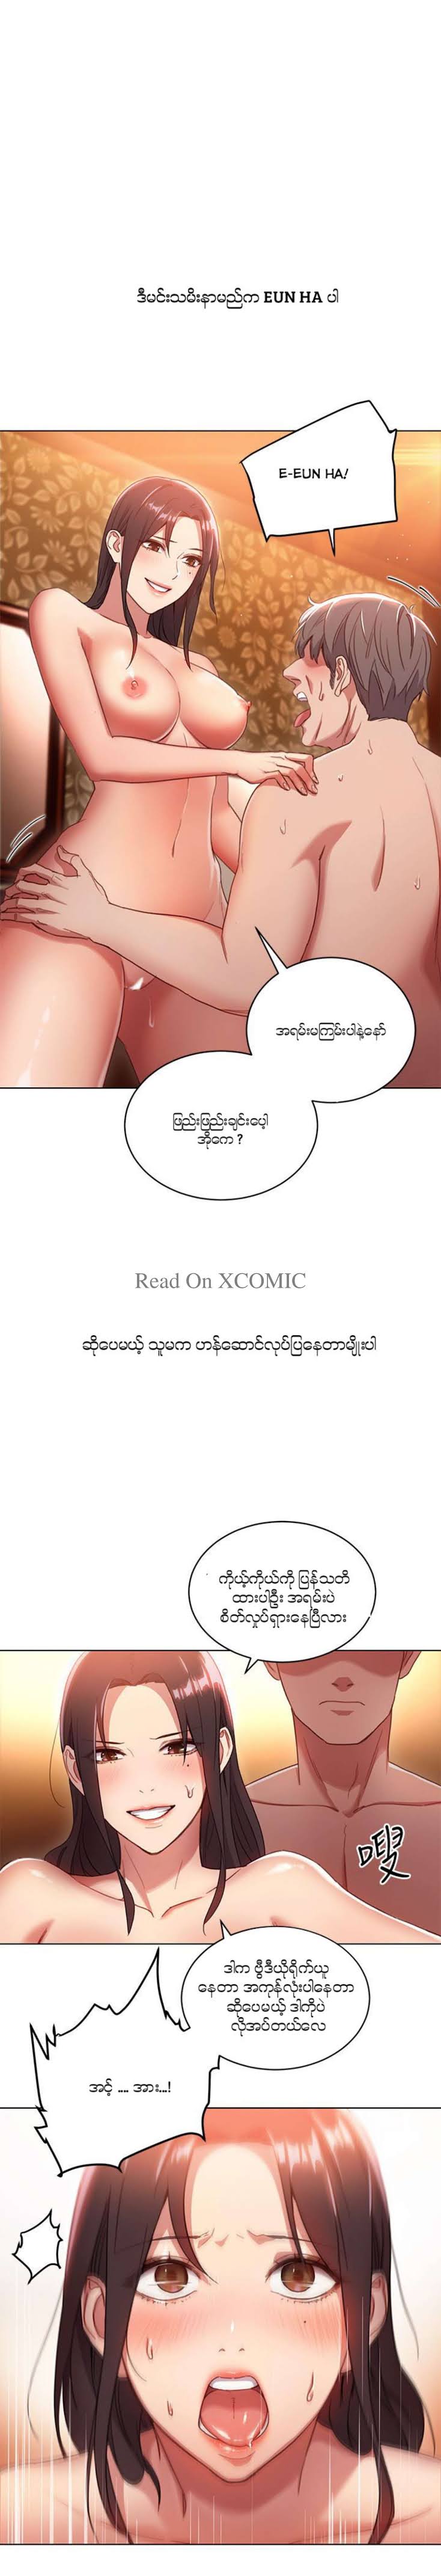 ဒီမင်းသမီးနာမည်က EUN HA ပါ
E-EUN HA!
အရမ်းမကြမ်းပါနဲ့နော်
ဖြည်းဖြည်းချင်းပေ့ါ
အိုကေ ?
Read On XCOMIC
ဆိုပေမယ့် သူမက ဟန်ဆောင်လုပ်ပြနေတာမျိုးပါ
ကိုယ့်ကိုယ်ကို ပြန်သတိ
ထားပါဦး အရမ်းပဲ
စိတ်လှုပ်ရှားနေပြီလား
嗖
ဒါက ဗွီဒီယိုရိုက်ယူ
နေတာ အကုန်လုံးပါနေတာ
ဆိုပေမယ့် ဒါကိုပဲ
လိုအပ်တယ်လေ
အင့် .... အား...!